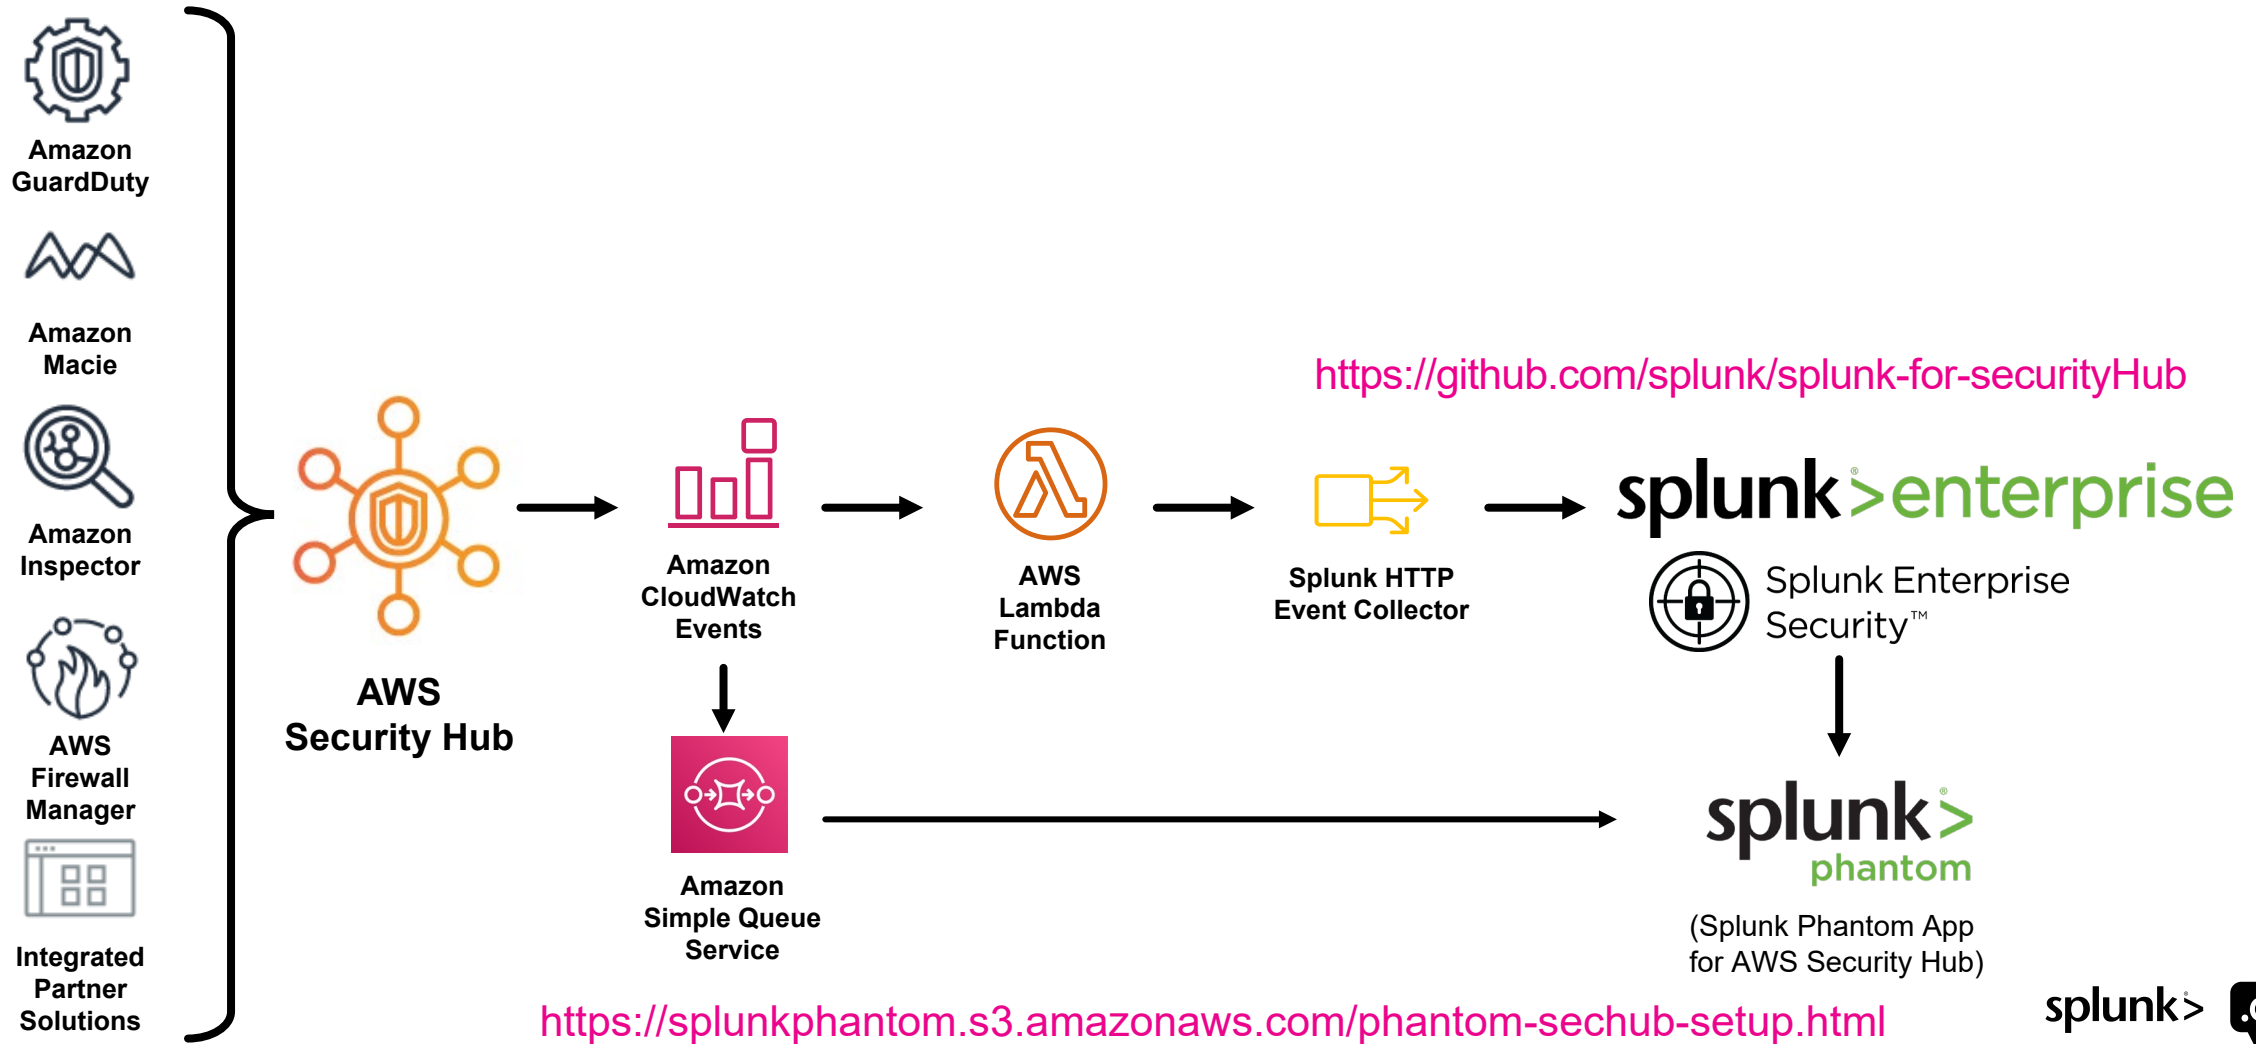 Amazon
GuardDuty
Amazon
Macie
Amazon
Inspector
AWS
Firewall
Manager
Integrated
Partner
Solutions
AWS
Security Hub
Amazon
CloudWatch
Events
Amazon
Simple Queue
Service
AWS
Lambda
Function
Splunk HTTP
Event Collector
https://github.com/splunk/splunk-for-securityHub
splunk>enterprise
Splunk Enterprise
Security™
splunk>
phantom
(Splunk Phantom App
for AWS Security Hub)
https://splunkphantom.s3.amazonaws.com/phantom-sechub-setup.html
splunk>